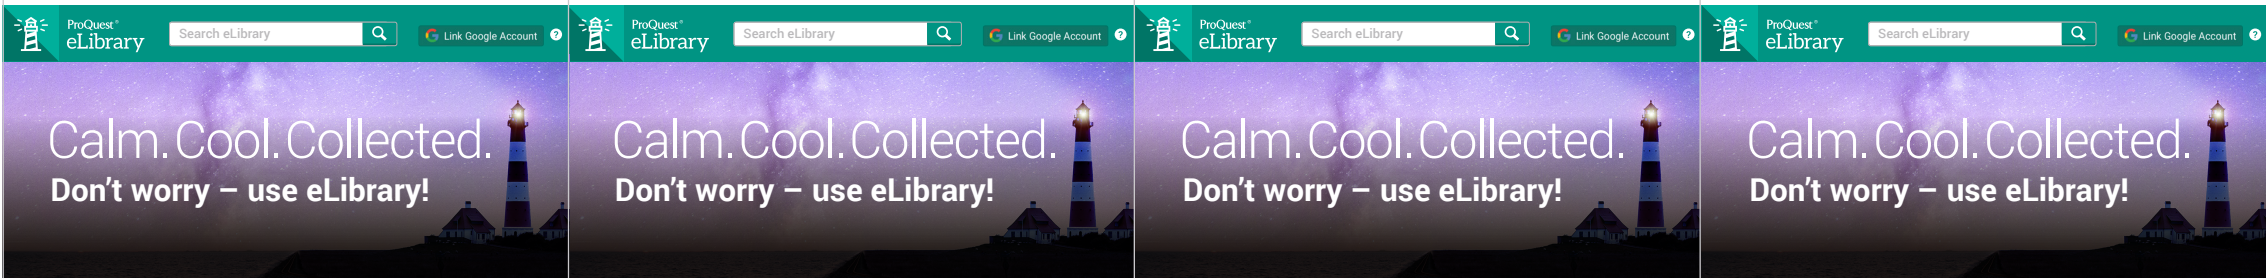 ProQuest®
eLibrary
Search eLibrary
G Link Google Account ?
Calm. Cool. Collected.
Don't worry – use eLibrary!
ProQuest®
eLibrary
Search eLibrary
G Link Google Account ?
Calm. Cool. Collected.
Don't worry – use eLibrary!
ProQuest®
eLibrary
Search eLibrary
G Link Google Account ?
Calm. Cool. Collected.
Don't worry – use eLibrary!
ProQuest®
eLibrary
Search eLibrary
G Link Google Account ?
Calm. Cool. Collected.
Don't worry – use eLibrary!